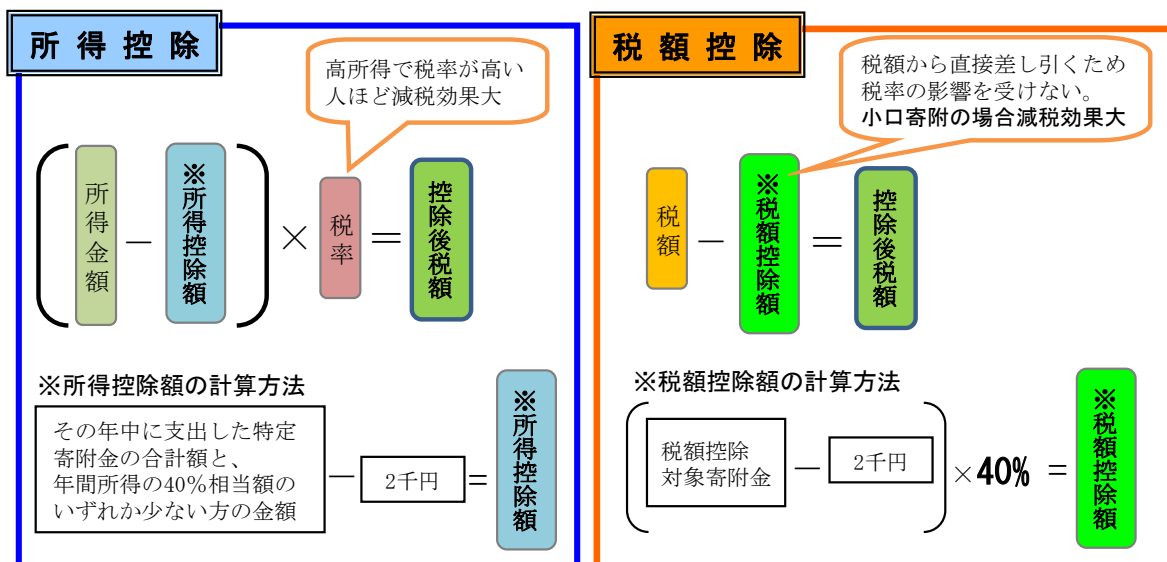 所得控除
高所得で税率が高い
人ほど減税効果大
所得金額
－
※所得控除額
×
税率
＝
控除後税額
※所得控除額の計算方法
その年中に支出した特定
寄附金の合計額と、
年間所得の40％相当額の
いずれか少ない方の金額
－
2千円
＝
※所得控除額
税額控除
税額から直接差し引くため
税率の影響を受けない。
小口寄附の場合減税効果大
税額
－
※税額控除額
＝
控除後税額
※税額控除額の計算方法
税額控除
対象寄附金
－
2千円
×40%
＝
※税額控除額